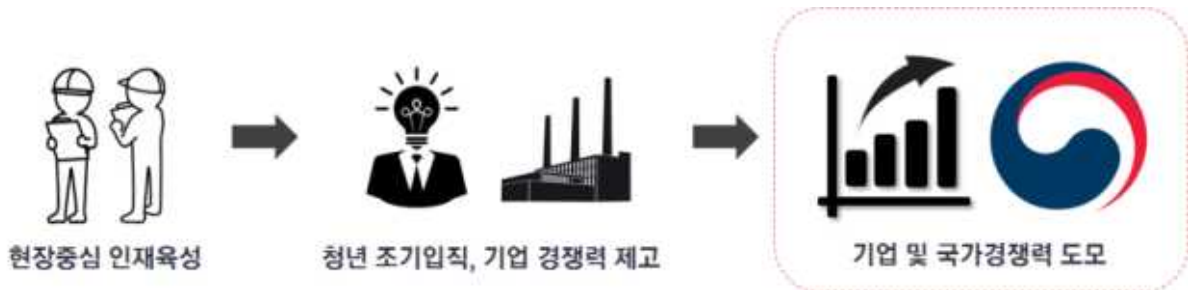 현장중심 인재육성
청년 조기입직, 기업 경쟁력 제고
기업 및 국가경쟁력 도모